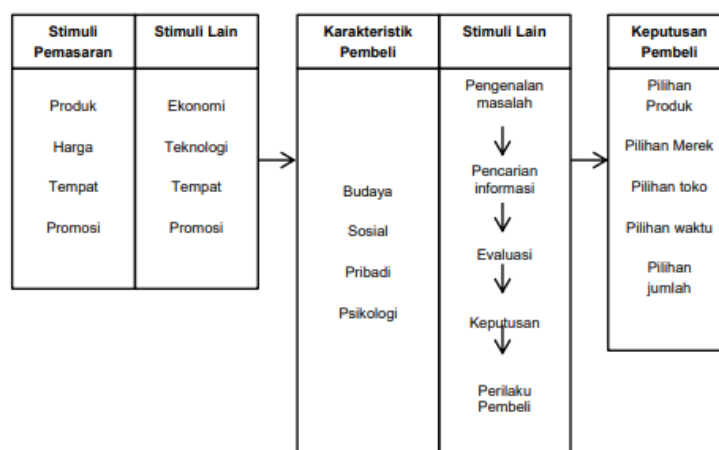 Stimuli
Pemasaran
Produk
Harga
Tempat
Promosi
Stimuli Lain
Ekonomi
Teknologi
Tempat
Promosi
Karakteristik
Pembeli
Budaya
Sosial
Pribadi
Psikologi
Stimuli Lain
Pengenalan
masalah
Pencarian
informasi
Evaluasi
Keputusan
Perilaku
Pembeli
Keputusan
Pembeli
Pilihan
Produk
Pilihan Merek
Pilihan toko
Pilihan waktu
Pilihan
jumlah